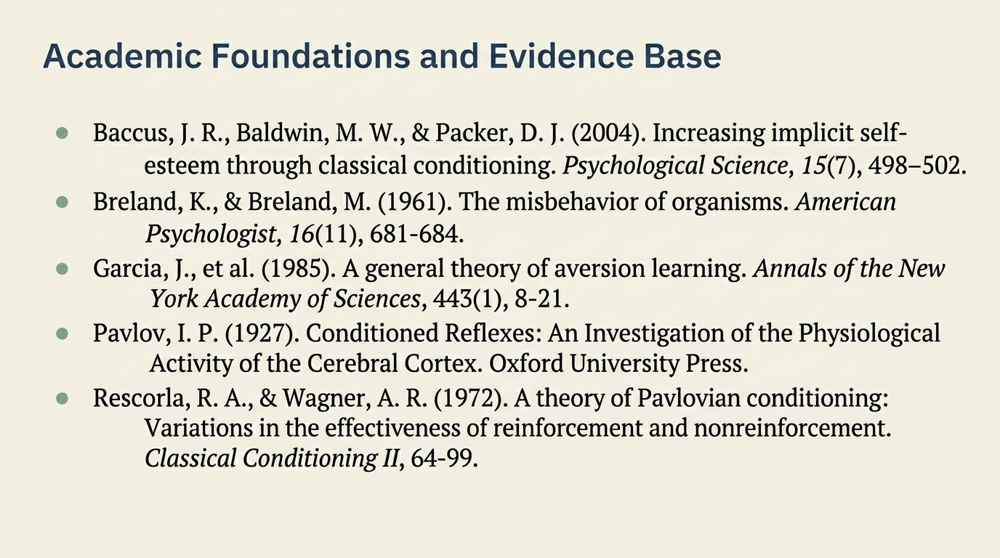 Academic Foundations and Evidence Base
Baccus, J. R., Baldwin, M. W., & Packer, D. J. (2004). Increasing implicit self-
esteem through classical conditioning. Psychological Science, 15(7), 498–502.
Breland, K., & Breland, M. (1961). The misbehavior of organisms. American
Psychologist, 16(11), 681-684.
Garcia, J., et al. (1985). A general theory of aversion learning. Annals of the New
York Academy of Sciences, 443(1), 8-21.
Pavlov, I. P. (1927). Conditioned Reflexes: An Investigation of the Physiological
Activity of the Cerebral Cortex. Oxford University Press.
Rescorla, R. A., & Wagner, A. R. (1972). A theory of Pavlovian conditioning:
Variations in the effectiveness of reinforcement and nonreinforcement.
Classical Conditioning II, 64-99.